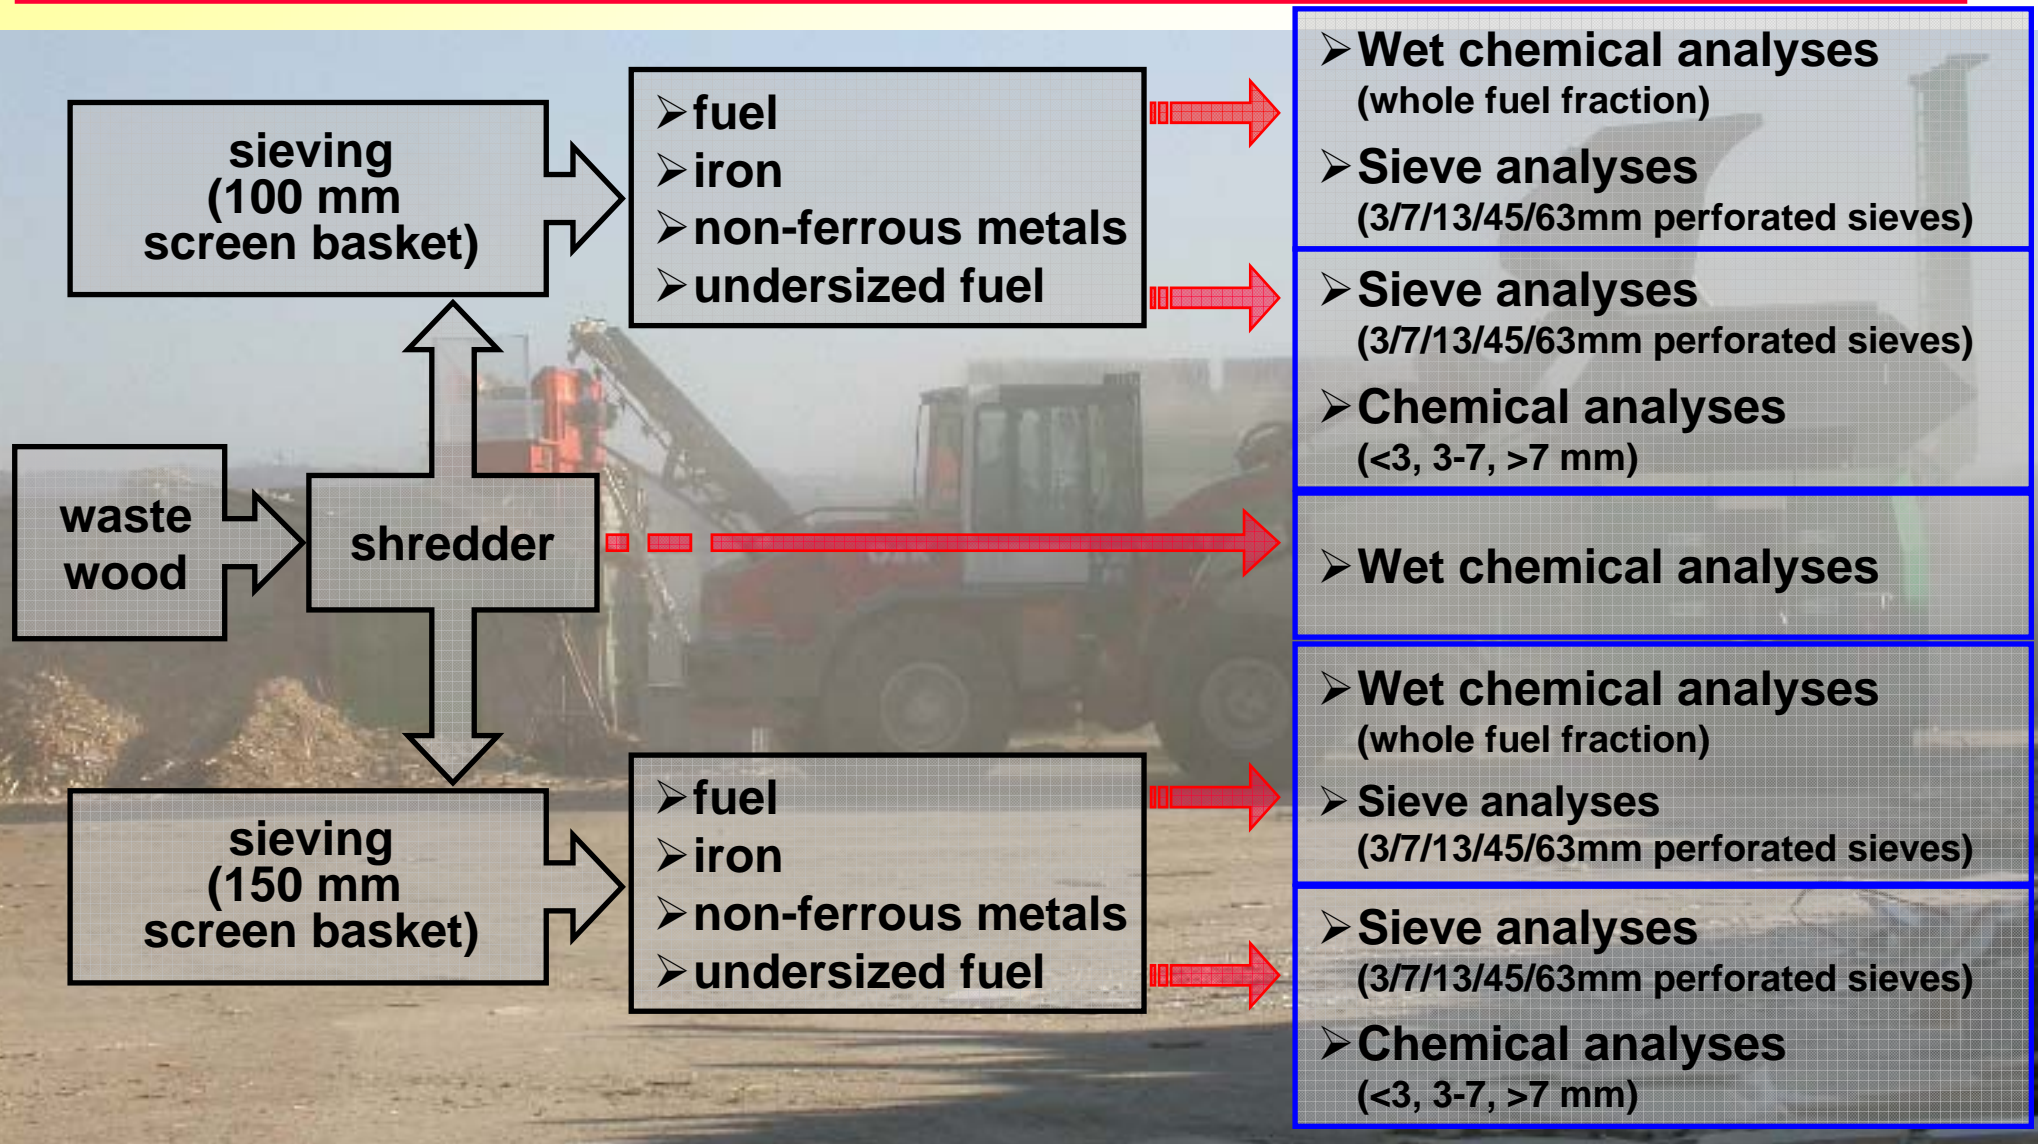 sieving
(100 mm
screen basket)
➢fuel
➢iron
➢non-ferrous metals
➢undersized fuel
➢Wet chemical analyses
(whole fuel fraction)
➢Sieve analyses
(3/7/13/45/63mm perforated sieves)
➢Sieve analyses
(3/7/13/45/63mm perforated sieves)
➢Chemical analyses
(<3, 3-7, >7 mm)
waste
wood
shredder
➢Wet chemical analyses
sieving
(150 mm
screen basket)
➢fuel
➢iron
➢non-ferrous metals
➢undersized fuel
➢Wet chemical analyses
(whole fuel fraction)
➢Sieve analyses
(3/7/13/45/63mm perforated sieves)
➢Sieve analyses
(3/7/13/45/63mm perforated sieves)
➢Chemical analyses
(<3, 3-7, >7 mm)